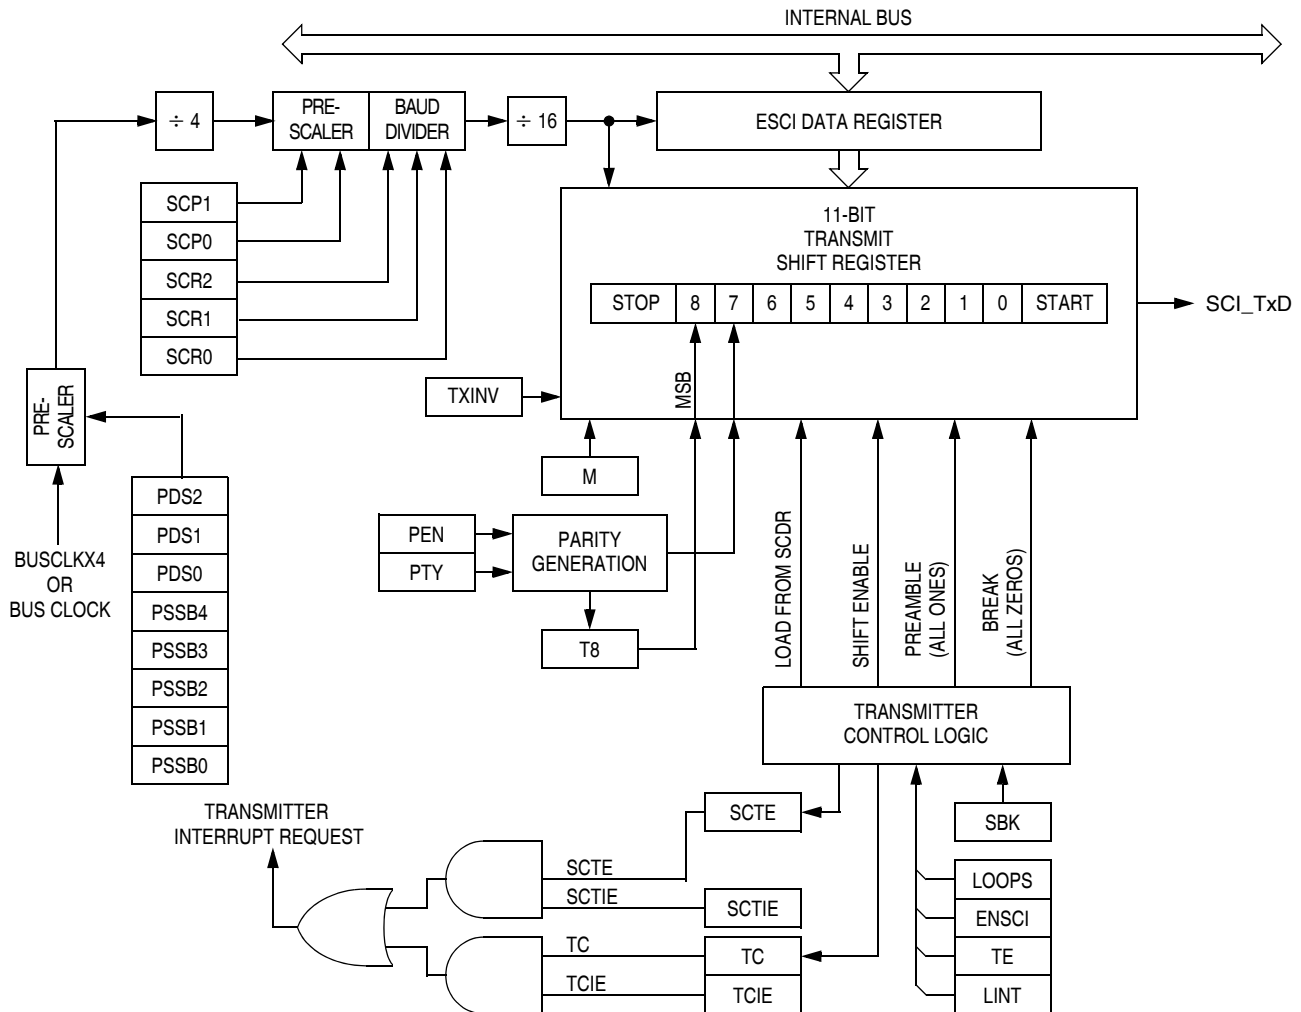 INTERNAL BUS
÷ 4
PRE-
SCALER
BAUD
DIVIDER
÷ 16
ESCI DATA REGISTER
SCP1
SCP0
SCR2
SCR1
SCR0
11-BIT
TRANSMIT
SHIFT REGISTER
STOP 8 7 6 5 4 3 2 1 0 START
SCI_TxD
PRE-
SCALER
TXINV
MSB
M
BUSCLKX4
OR
BUS CLOCK
PDS2
PDS1
PDS0
PSSB4
PSSB3
PSSB2
PSSB1
PSSB0
PEN
PTY
PARITY
GENERATION
T8
LOAD FROM SCDR
SHIFT ENABLE
PREAMBLE
(ALL ONES)
BREAK
(ALL ZEROS)
TRANSMITTER
CONTROL LOGIC
TRANSMITTER
INTERRUPT REQUEST
SCTE
SBK
SCTE
SCTIE
SCTIE
TC
TC
TCIE
TCIE
LOOPS
ENSCI
TE
LINT